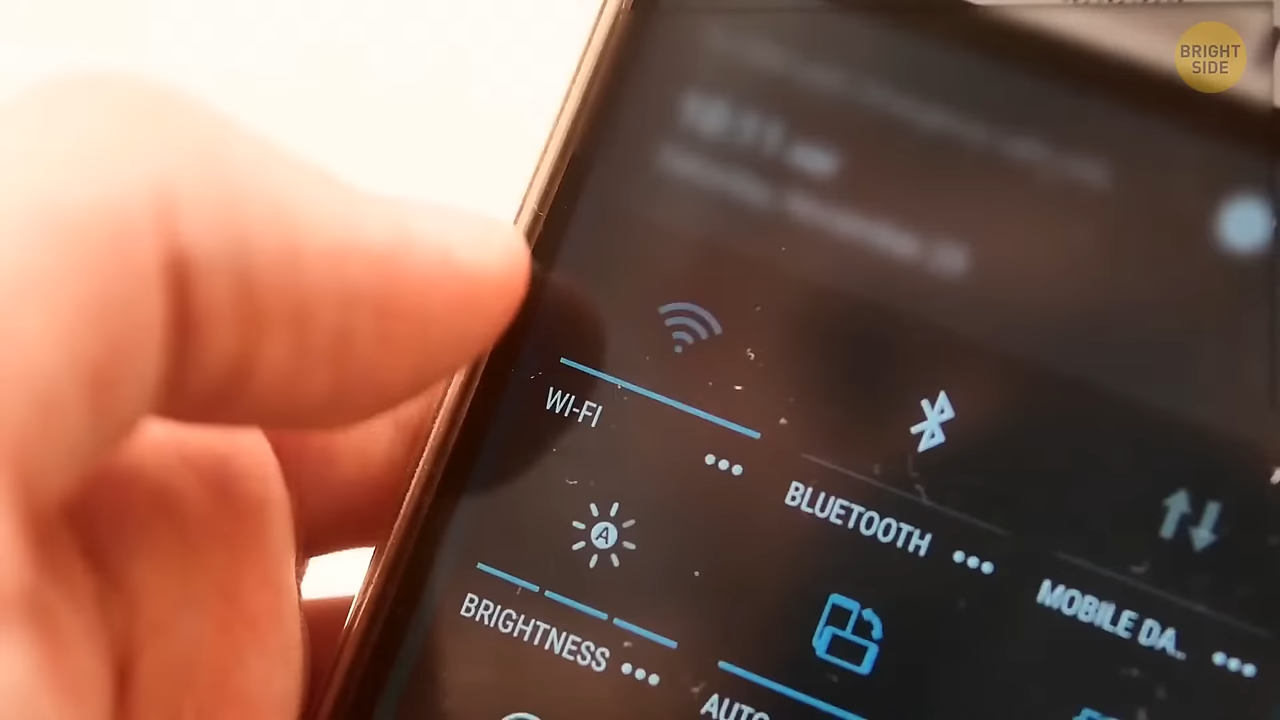 BRIGHT
SIDE
WI-FI
BLUETOOTH
MOBILE DA..
A
BRIGHTNESS
AUTO